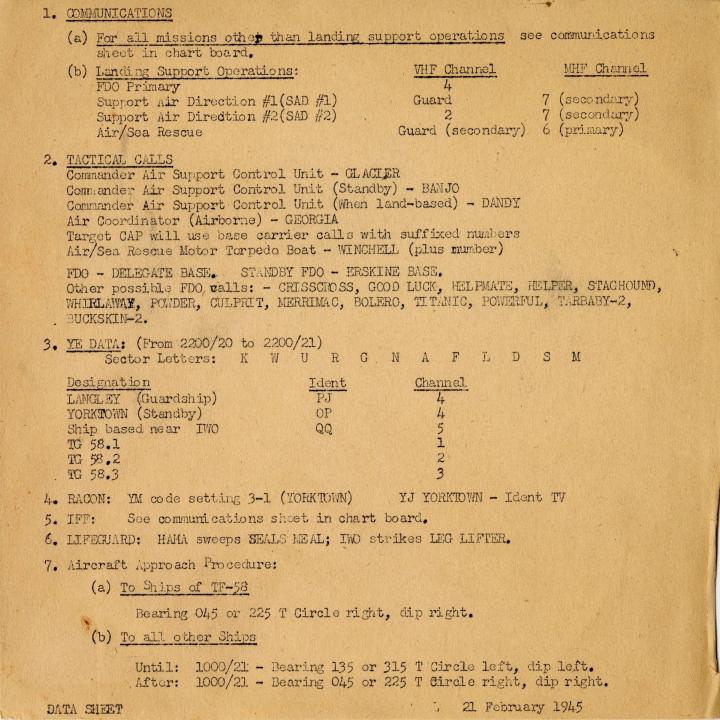 1. COMMUNICATIONS
(a) For all missions other than landing support operations see communications
sheet in chart board.
(b) Landing Support Operations: VHF Channel MHF Channel
FDO Primary 4
Support Air Direction #1(SAD #1) Guard 7 (secondary)
Support Air Diredtion #2(SAD #2) 2 7 (secondary)
Air/Sea Rescue Guard (secondary) 6 (primary)
2. TACTICAL CALLS
Commander Air Support Control Unit - GLACIER
Commander Air Support Control Unit (Standby) - BANJO
Commander Air Support Control Unit (When land-based) - DANDY
Air Coordinator (Airborne) - GEORGIA
Target CAP will use base carrier calls with suffixed numbers
Air/Sea Rescue Motor Torpedo Boat - WINCHELL (plus number)
FDO - DELEGATE BASE. STANDBY FDO - ERSKINE BASE.
Other possible FDO calls: - CRISSCROSS, GOOD LUCK, HELPMATE, HELPER, STAGHOUND,
WHIRLAWAY, POWDER, CULPRIT, MERRIMAC, BOLERO, TITANIC, POWERFUL, TARBABY-2,
BUCKSKIN-2.
3. YE DATA: (From 2200/20 to 2200/21)
Sector Letters: K W U R G N A F L D S M
Designation Ident Channel
LANGLEY (Guardship) PJ 4
YORKTOWN (Standby) OP 4
Ship based near IWO QQ 5
TG 58.1 1
TG 58.2 2
TG 58.3 3
4. RACON: YM code setting 3-1 (YORKTOWN) YJ YORKTOWN - Ident TV
5. IFF: See communications sheet in chart board.
6. LIFEGUARD: HAHA sweeps SEALS MEAL; IWO strikes LEG LIFTER.
7. Aircraft Approach Procedure:
(a) To Ships of TF-58
Bearing 045 or 225 T Circle right, dip right.
(b) To all other Ships
Until: 1000/21 - Bearing 135 or 315 T Circle left, dip left.
After: 1000/21 - Bearing 045 or 225 T Circle right, dip right.
DATA SHEET 21 February 1945